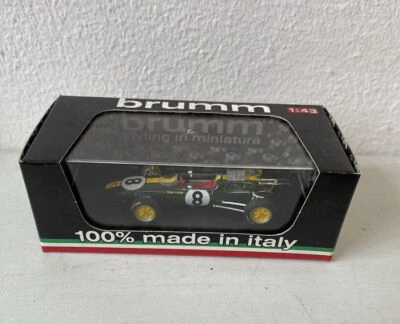 brumm
1:43
styling in miniatura
8
8
100% made in italy